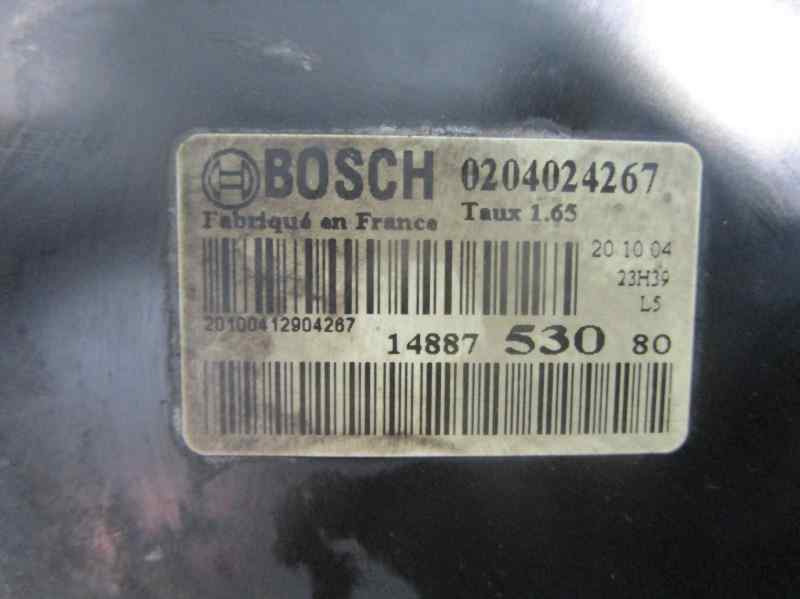 BOSCH 0204024267
Fabriqué en France Taux 1.65
20 10 04
23H39
L5
20100412904267
14887 530 80